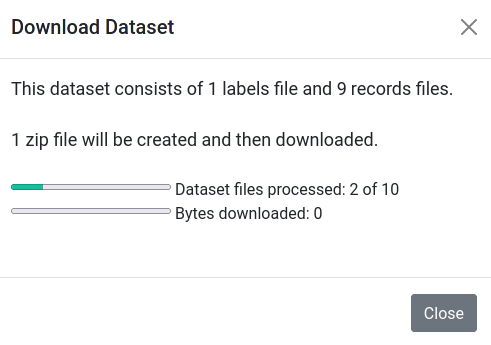 Download Dataset
This dataset consists of 1 labels file and 9 records files.
1 zip file will be created and then downloaded.
Dataset files processed: 2 of 10
Bytes downloaded: 0
Close